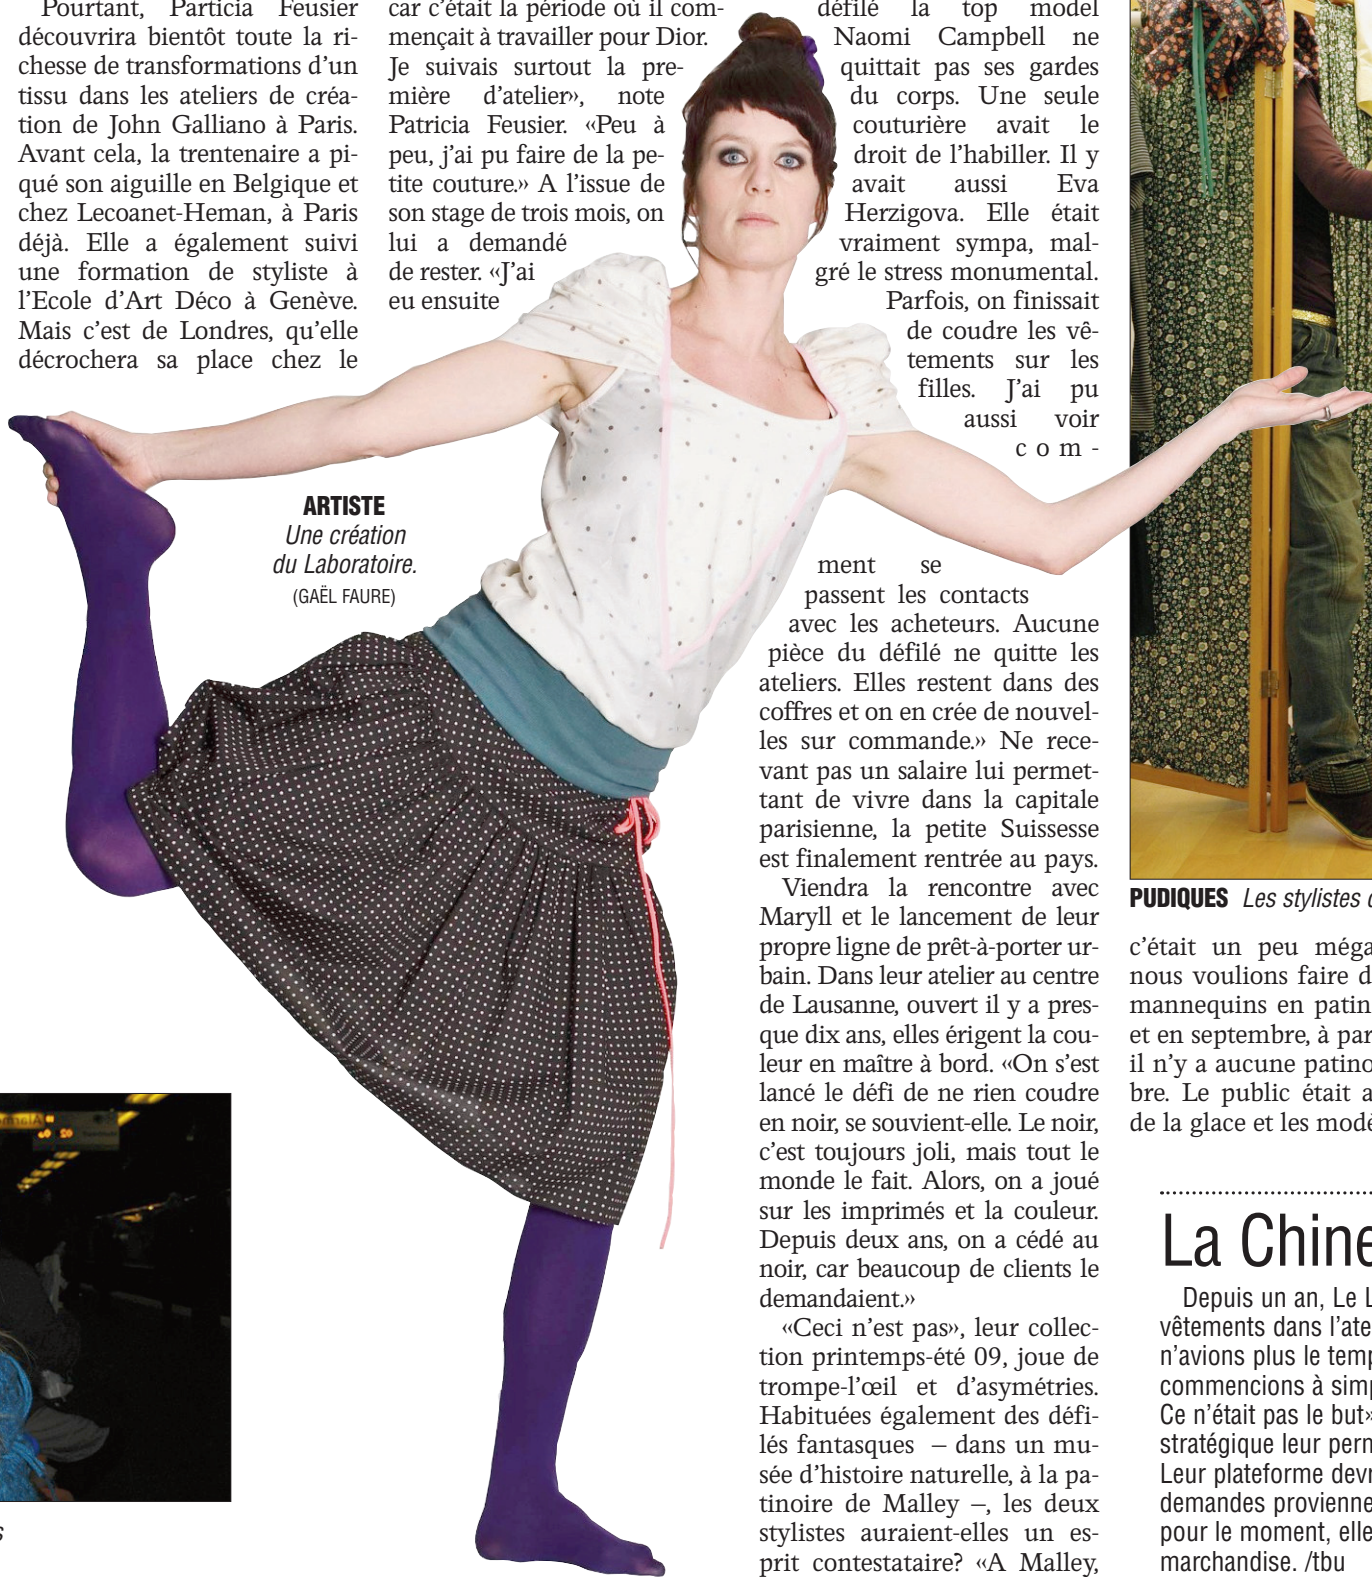 Pourtant, Particia Feusier
découvrira bientôt toute la ri-
chesse de transformations d'un
tissu dans les ateliers de créa-
tion de John Galliano à Paris.
Avant cela, la trentenaire a pi-
qué son aiguille en Belgique et
chez Lecoanet-Heman, à Paris
déjà. Elle a également suivi
une formation de styliste à
l'Ecole d'Art Déco à Genève.
Mais c'est de Londres, qu'elle
décrochera sa place chez le
car c'était la période où il com-
mençait à travailler pour Dior.
Je suivais surtout la pre-
mière d'atelier», note
Patricia Feusier. «Peu à
peu, j'ai pu faire de la pe-
tite couture.» A l'issue de
son stage de trois mois, on
lui a demandé
de rester. «J'ai
eu ensuite
ARTISTE
Une création
du Laboratoire.
(GAËL FAURE)
défilé la top model
Naomi Campbell ne
quittait pas ses gardes
du corps. Une seule
couturière avait le
droit de l'habiller. Il y
avait aussi Eva
Herzigova. Elle était
vraiment sympa, mal-
gré le stress monumental.
Parfois, on finissait
de coudre les vê-
tements sur les
filles. J'ai pu
aussi voir
com-
ment se
passent les contacts
avec les acheteurs. Aucune
pièce du défilé ne quitte les
ateliers. Elles restent dans des
coffres et on en crée de nouvel-
les sur commande.» Ne rece-
vant pas un salaire lui permet-
tant de vivre dans la capitale
parisienne, la petite Suissesse
est finalement rentrée au pays.
Viendra la rencontre avec
Maryll et le lancement de leur
propre ligne de prêt-à-porter ur-
bain. Dans leur atelier au centre
de Lausanne, ouvert il y a pres-
que dix ans, elles érigent la cou-
leur en maître à bord. «On s'est
lancé le défi de ne rien coudre
en noir, se souvient-elle. Le noir,
c'est toujours joli, mais tout le
monde le fait. Alors, on a joué
sur les imprimés et la couleur.
Depuis deux ans, on a cédé au
noir, car beaucoup de clients le
demandaient.»
«Ceci n'est pas», leur collec-
tion printemps-été 09, joue de
trompe-l'œil et d'asymétries.
Habituées également des défi-
lés fantasques – dans un mu-
sée d'histoire naturelle, à la pa-
tinoire de Malley –, les deux
stylistes auraient-elles un es-
prit contestataire? «A Malley,
PUDIQUES Les stylistes
c'était un peu méga
nous voulions faire d
mannequins en patin
et en septembre, à par
il n'y a aucune patino
bre. Le public était a
de la glace et les modè
La Chine
Depuis un an, Le L
vêtements dans l'ate
n'avions plus le temp
commencions à simp
Ce n'était pas le but»
stratégique leur perm
Leur plateforme devr
demandes provienne
pour le moment, elle
marchandise. /tbu